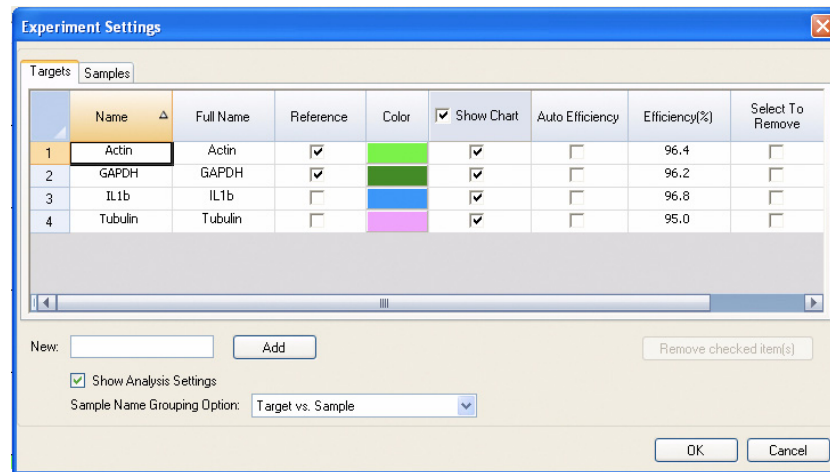 Experiment Settings
Targets Samples
Name Full Name Reference Color Show Chart Auto Efficiency Efficiency(%) Select To Remove
1 Actin Actin 96.4
2 GAPDH GAPDH 96.2
3 IL1b IL1b 96.8
4 Tubulin Tubulin 95.0
New: Add Remove checked item(s)
Show Analysis Settings
Sample Name Grouping Option: Target vs. Sample
OK Cancel